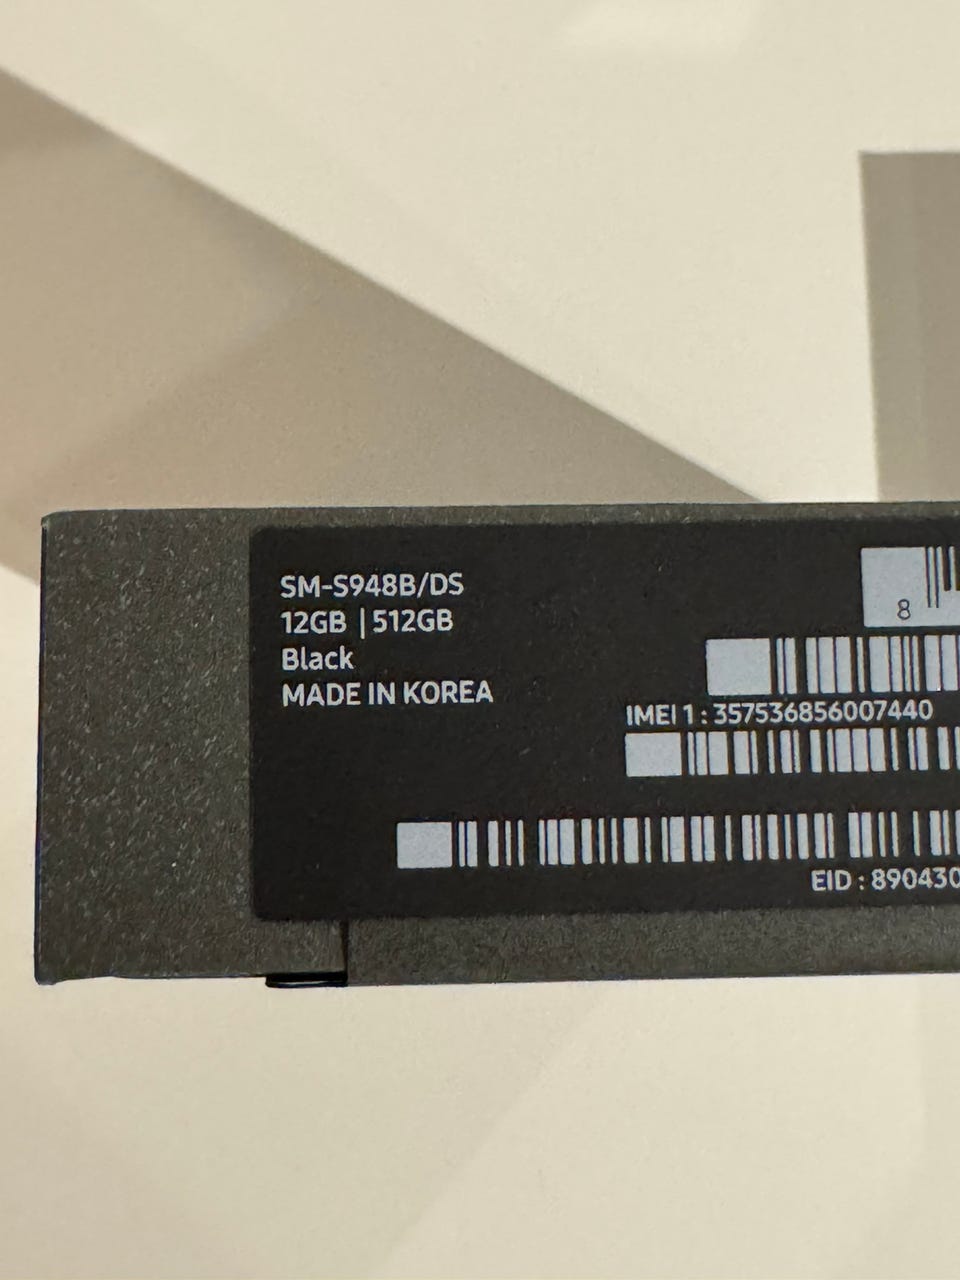 SM-S948B/DS
12GB | 512GB
Black
MADE IN KOREA
8
IMEI 1 : 357536856007440
EID : 890430